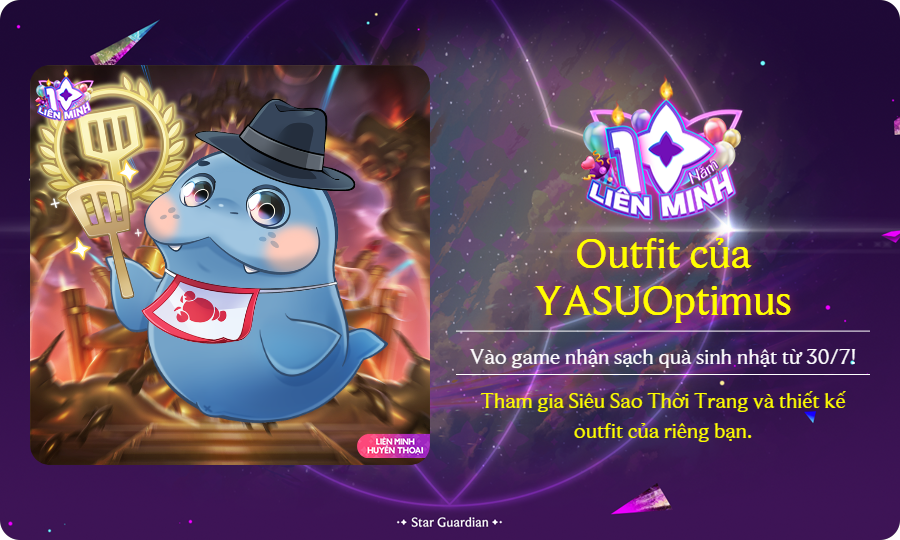 10
LIÊN MINH
LIÊN MINH
HUYỀN THOẠI
10
Năm
LIÊN MINH
Outfit của
YASUOptimus
Vào game nhận sạch quà sinh nhật từ 30/7!
Tham gia Siêu Sao Thời Trang và thiết kế
outfit của riêng bạn.
Star Guardian